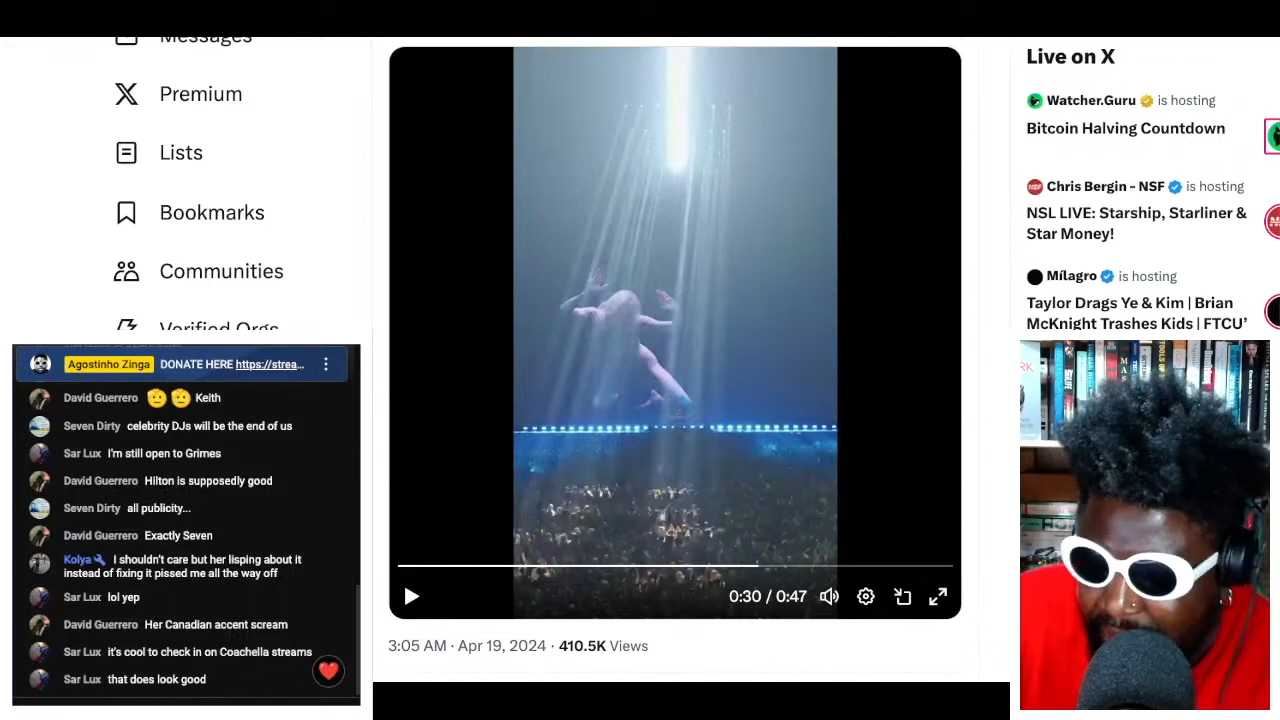 Messages
Premium
Lists
Bookmarks
Communities
Verified Orgs
Agostinho Zinga DONATE HERE https://strea...
David Guerrero 🫡 🫡 Keith
Seven Dirty celebrity DJs will be the end of us
Sar Lux I'm still open to Grimes
David Guerrero Hilton is supposedly good
Seven Dirty all publicity...
David Guerrero Exactly Seven
Kolya I shouldn't care but her lisping about it
instead of fixing it pissed me all the way off
Sar Lux lol yep
David Guerrero Her Canadian accent scream
Sar Lux it's cool to check in on Coachella streams
Sar Lux that does look good
0:30 / 0:47
3:05 AM · Apr 19, 2024 · 410.5K Views
Live on X
Watcher.Guru is hosting
Bitcoin Halving Countdown
Chris Bergin - NSF is hosting
NSL LIVE: Starship, Starliner &
Star Money!
Mílagro is hosting
Taylor Drags Ye & Kim | Brian
McKnight Trashes Kids | FTCU'